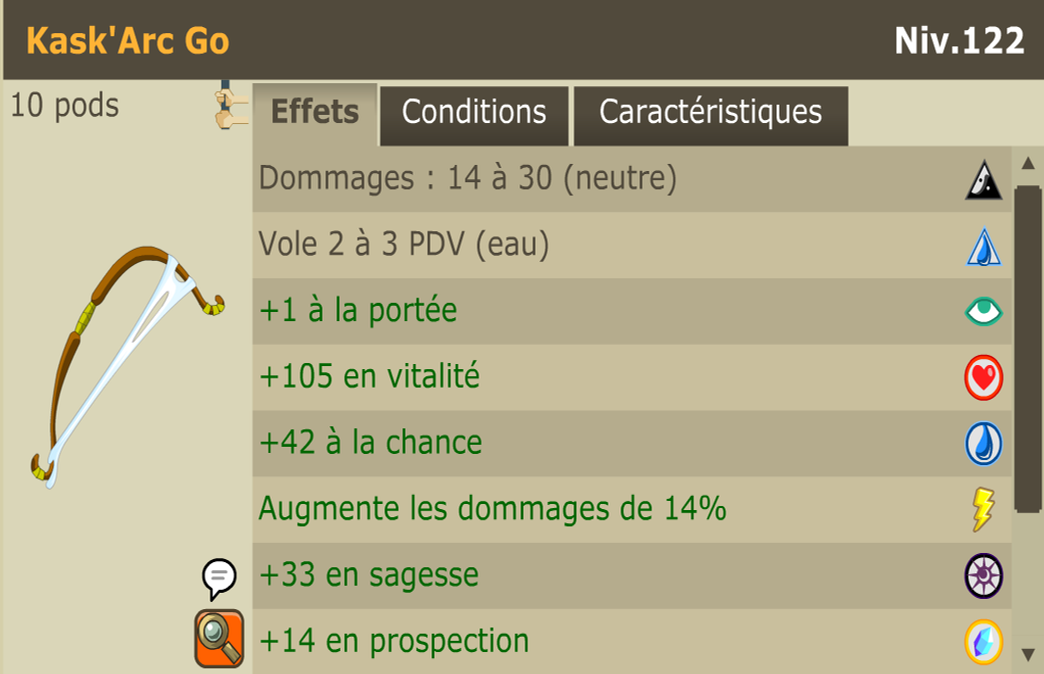 Kask'Arc Go
Niv.122
10 pods
Effets
Conditions
Caractéristiques
Dommages : 14 à 30 (neutre)
Vole 2 à 3 PDV (eau)
+1 à la portée
+105 en vitalité
+42 à la chance
Augmente les dommages de 14%
+33 en sagesse
+14 en prospection